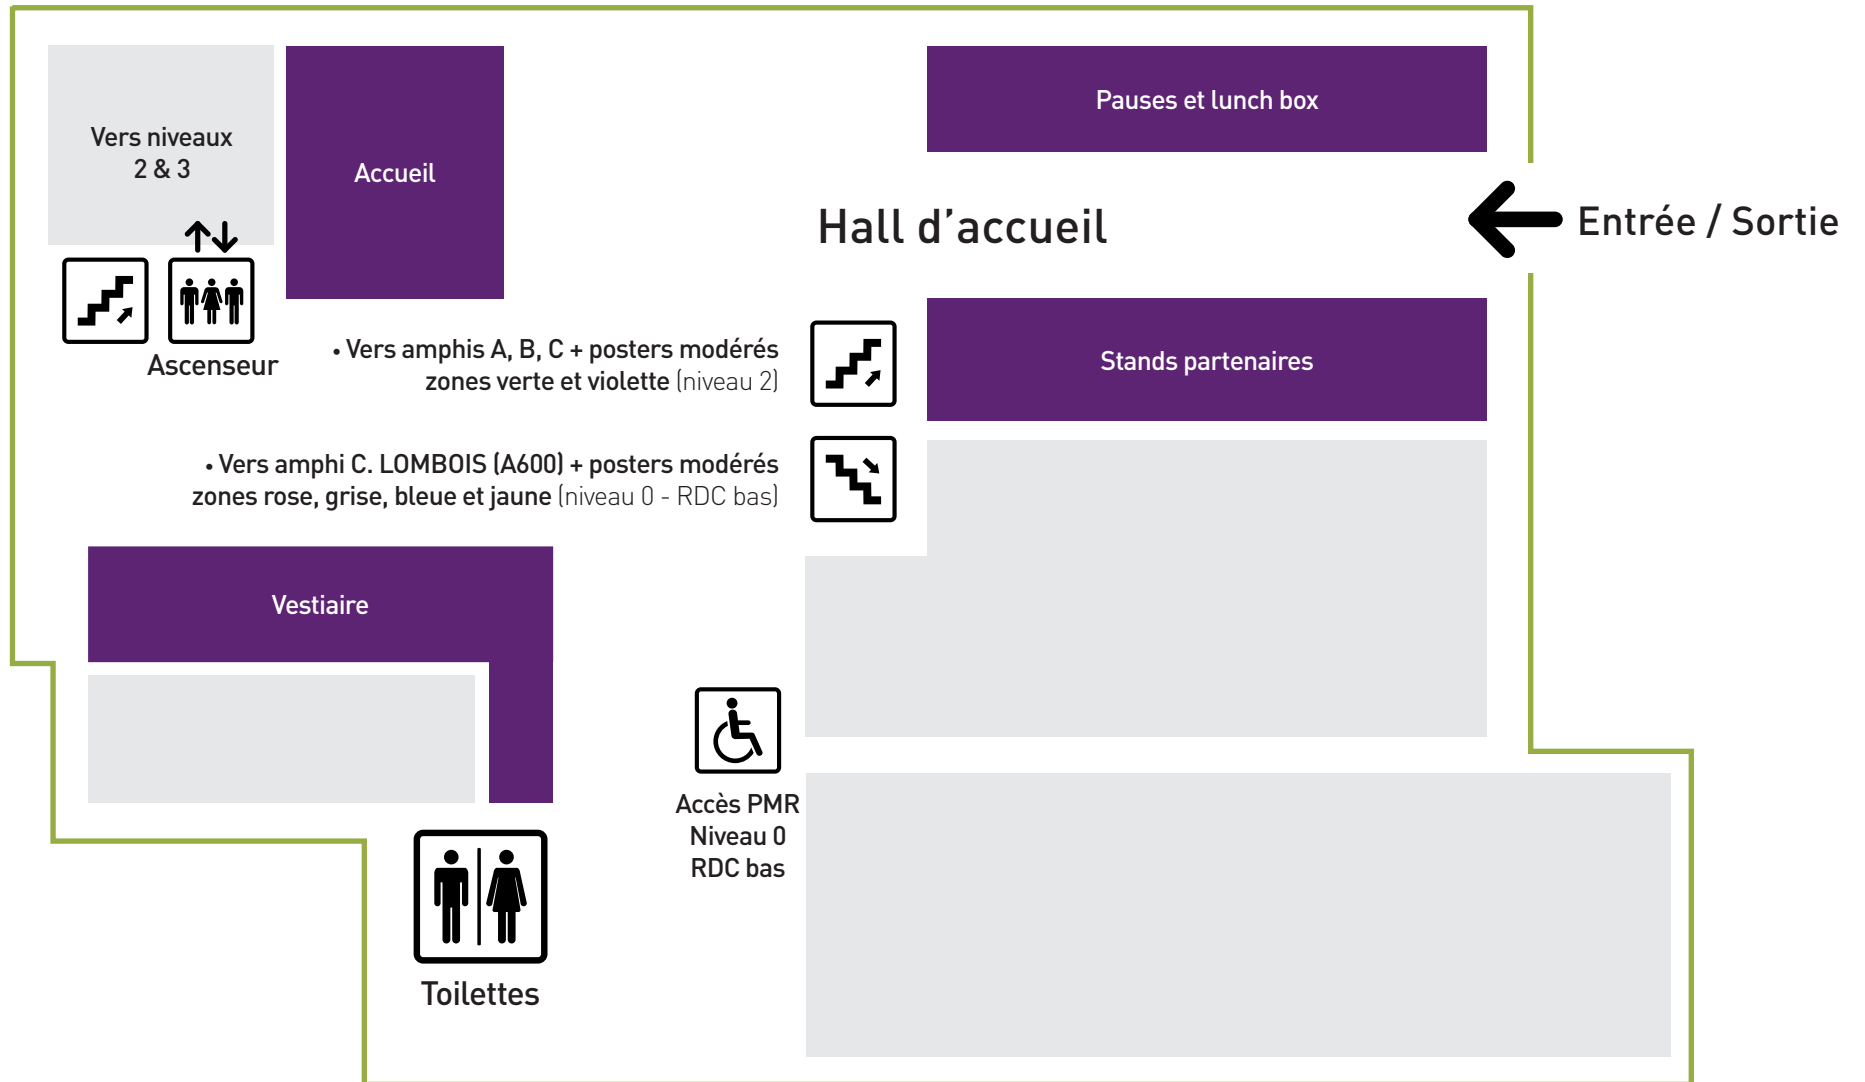 Vers niveaux
2 & 3
Accueil
Pauses et lunch box
Hall d’accueil
Entrée / Sortie
Ascenseur
• Vers amphis A, B, C + posters modérés
zones verte et violette (niveau 2)
Stands partenaires
• Vers amphi C. LOMBOIS (A600) + posters modérés
zones rose, grise, bleue et jaune (niveau 0 - RDC bas)
Vestiaire
Accès PMR
Niveau 0
RDC bas
Toilettes